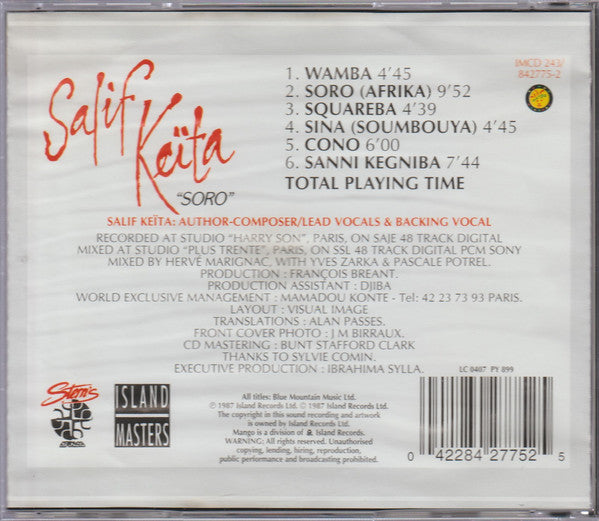 Salif
Keïta
"SORO"
IMCD 243/
842775-2
1. WAMBA 4'45
2. SORO (AFRIKA) 9'52
3. SQUAREBA 4'39
4. SINA (SOUMBOUYA) 4'45
5. CONO 6'00
6. SANNI KEGNIBA 7'44
TOTAL PLAYING TIME
SALIF KEÏTA: AUTHOR-COMPOSER/LEAD VOCALS & BACKING VOCAL
RECORDED AT STUDIO "HARRY SON", PARIS, ON SAJE 48 TRACK DIGITAL
MIXED AT STUDIO "PLUS TRENTE", PARIS, ON SSL 48 TRACK DIGITAL PCM SONY
MIXED BY HERVÉ MARIGNAC, WITH YVES ZARKA & PASCALE POTREL.
PRODUCTION : FRANÇOIS BREANT.
PRODUCTION ASSISTANT : DJIBA
WORLD EXCLUSIVE MANAGEMENT : MAMADOU KONTE - Tel: 42 23 73 93 PARIS.
LAYOUT : VISUAL IMAGE
TRANSLATIONS : ALAN PASSES.
FRONT COVER PHOTO : J M BIRRAUX.
CD MASTERING : BUNT STAFFORD CLARK
THANKS TO SYLVIE COMIN.
EXECUTIVE PRODUCTION : IBRAHIMA SYLLA.
Stern's
ISLAND
MASTERS
All titles: Blue Mountain Music Ltd.
℗ 1987 Island Records Ltd. © 1987 Island Records Ltd.
The copyright in this sound recording and artwork
is owned by Island Records Ltd.
Mango is a division of Island Records.
WARNING: All rights reserved. Unauthorised
copying, lending, hiring, reproduction,
public performance and broadcasting prohibited.
LC 0407 PY 899
0 42284 27752 5